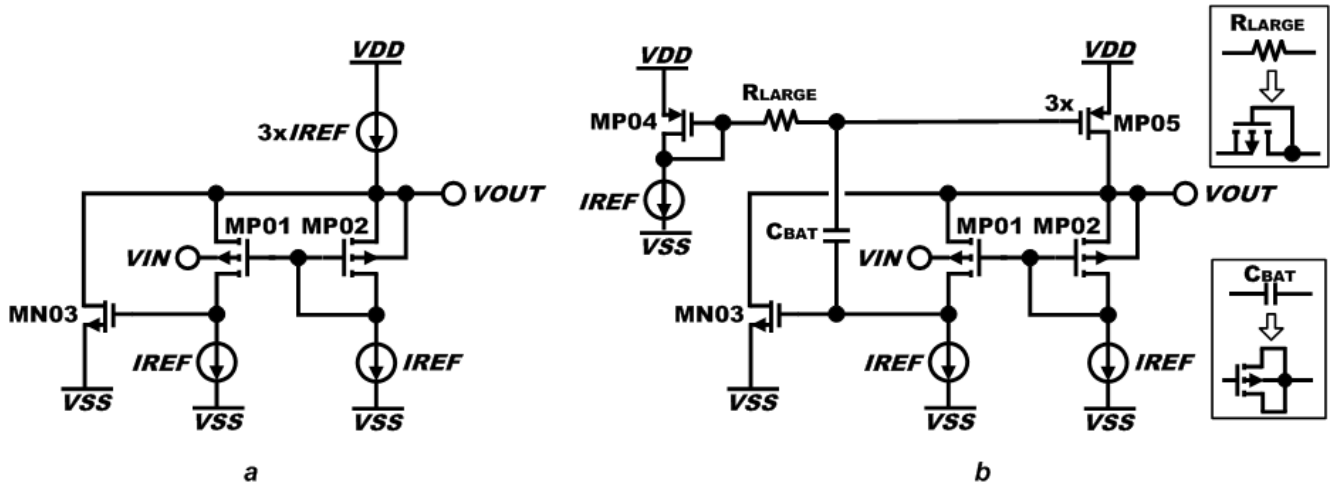 VDD
3xIREF
VOUT
MP01
MP02
VIN
MN03
IREF
IREF
VSS
VSS
VSS
a
VDD
VDD
RLARGE
3x
MP04
MP05
IREF
VSS
VOUT
MP01
MP02
CBAT
VIN
MN03
IREF
IREF
VSS
VSS
VSS
b
RLARGE
CBAT